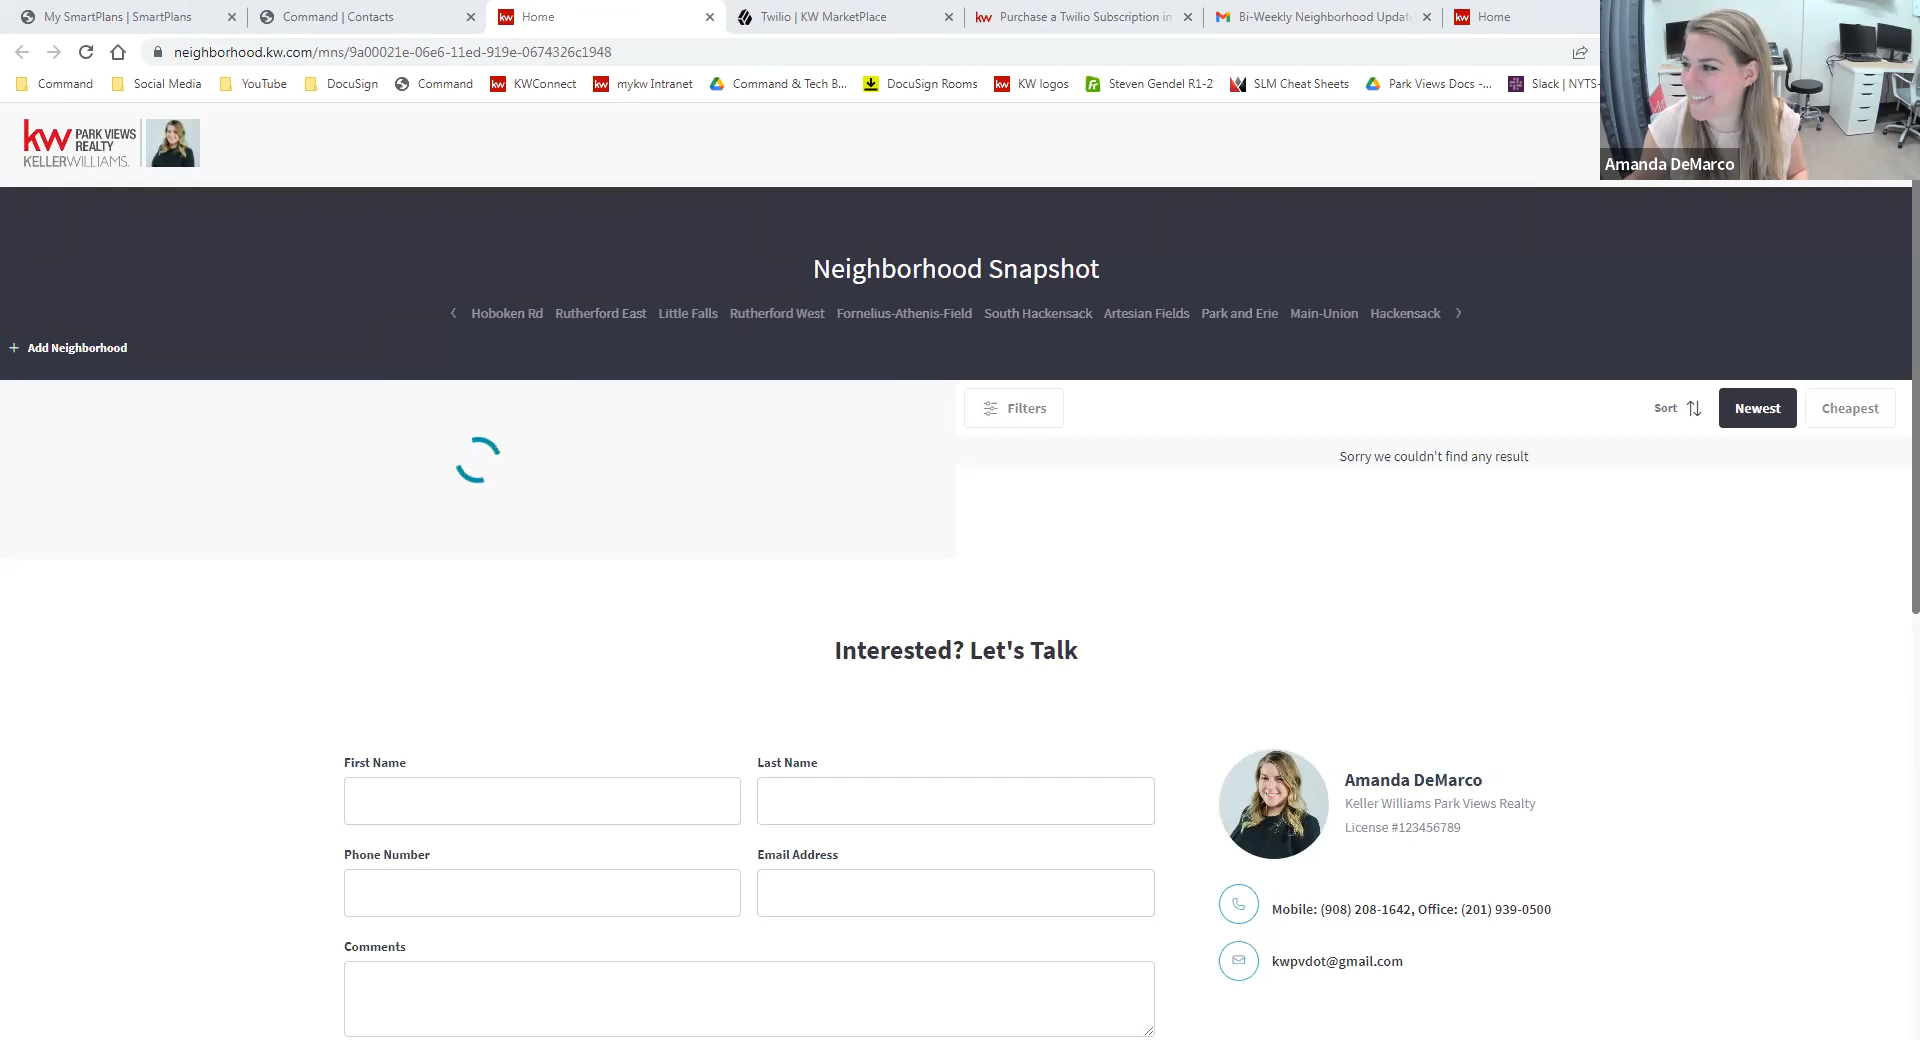 My SmartPlans | SmartPlans
Command | Contacts
Home
Twilio | KW MarketPlace
Purchase a Twilio Subscription in
Bi-Weekly Neighborhood Updat
Home
neighborhood.kw.com/mns/9a00021e-06e6-11ed-919e-0674326c1948
Command
Social Media
YouTube
DocuSign
Command
KWConnect
mykw Intranet
Command & Tech B...
DocuSign Rooms
KW logos
Steven Gendel R1-2
SLM Cheat Sheets
Park Views Docs -...
Slack | NYTS-
Amanda DeMarco
kw PARK VIEWS
REALTY
KELLERWILLIAMS.
Neighborhood Snapshot
Hoboken Rd Rutherford East Little Falls Rutherford West Fornelius-Athenis-Field South Hackensack Artesian Fields Park and Erie Main-Union Hackensack
+ Add Neighborhood
Filters
Sort
Newest
Cheapest
Sorry we couldn't find any result
Interested? Let's Talk
First Name
Last Name
Phone Number
Email Address
Comments
Amanda DeMarco
Keller Williams Park Views Realty
License #123456789
Mobile: (908) 208-1642, Office: (201) 939-0500
kwpvdot@gmail.com